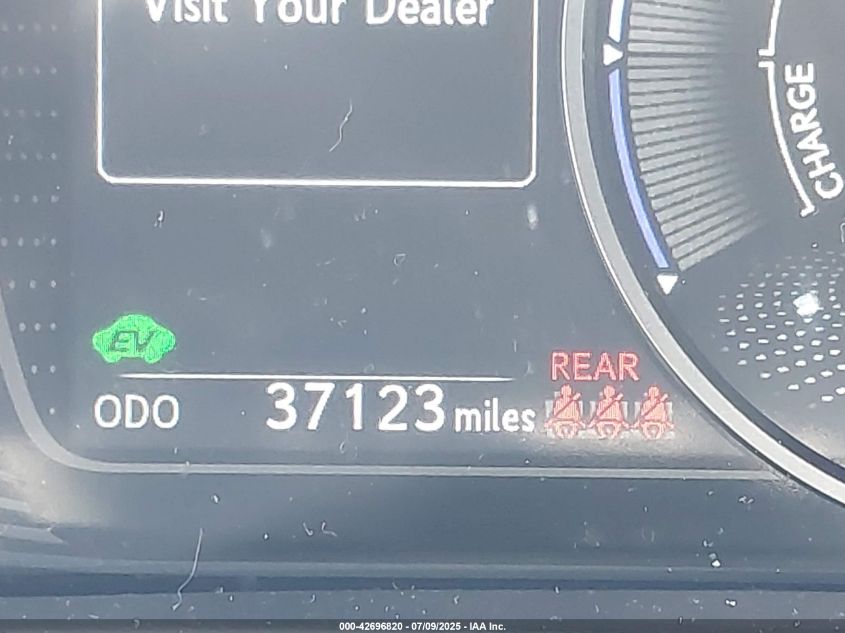 Visit Your Dealer
CHARGE
EV
REAR
ODO 37123 miles
000-42696820 - 07/09/2025 - IAA Inc.